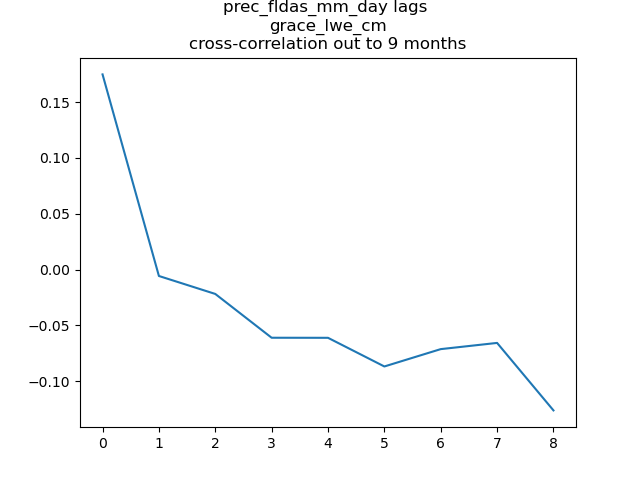 prec_fldas_mm_day lags
grace_lwe_cm
cross-correlation out to 9 months
0.15
0.10
0.05
0.00
−0.05
−0.10
0 1 2 3 4 5 6 7 8